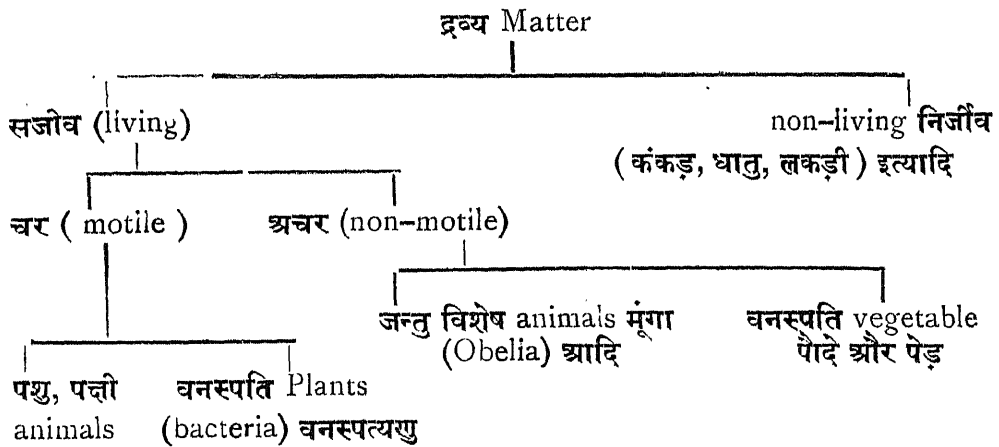 द्रव्य Matter
सजीव (living)
non-living निर्जीव
(कंकड़, धातु, लकड़ी) इत्यादि
चर ( motile )
अचर (non-motile)
जन्तु विशेष animals मूंगा
(Obelia) आदि
वनस्पति vegetable
पौदे और पेड़
पशु, पक्षी
animals
वनस्पति Plants
(bacteria) वनस्पत्यणु